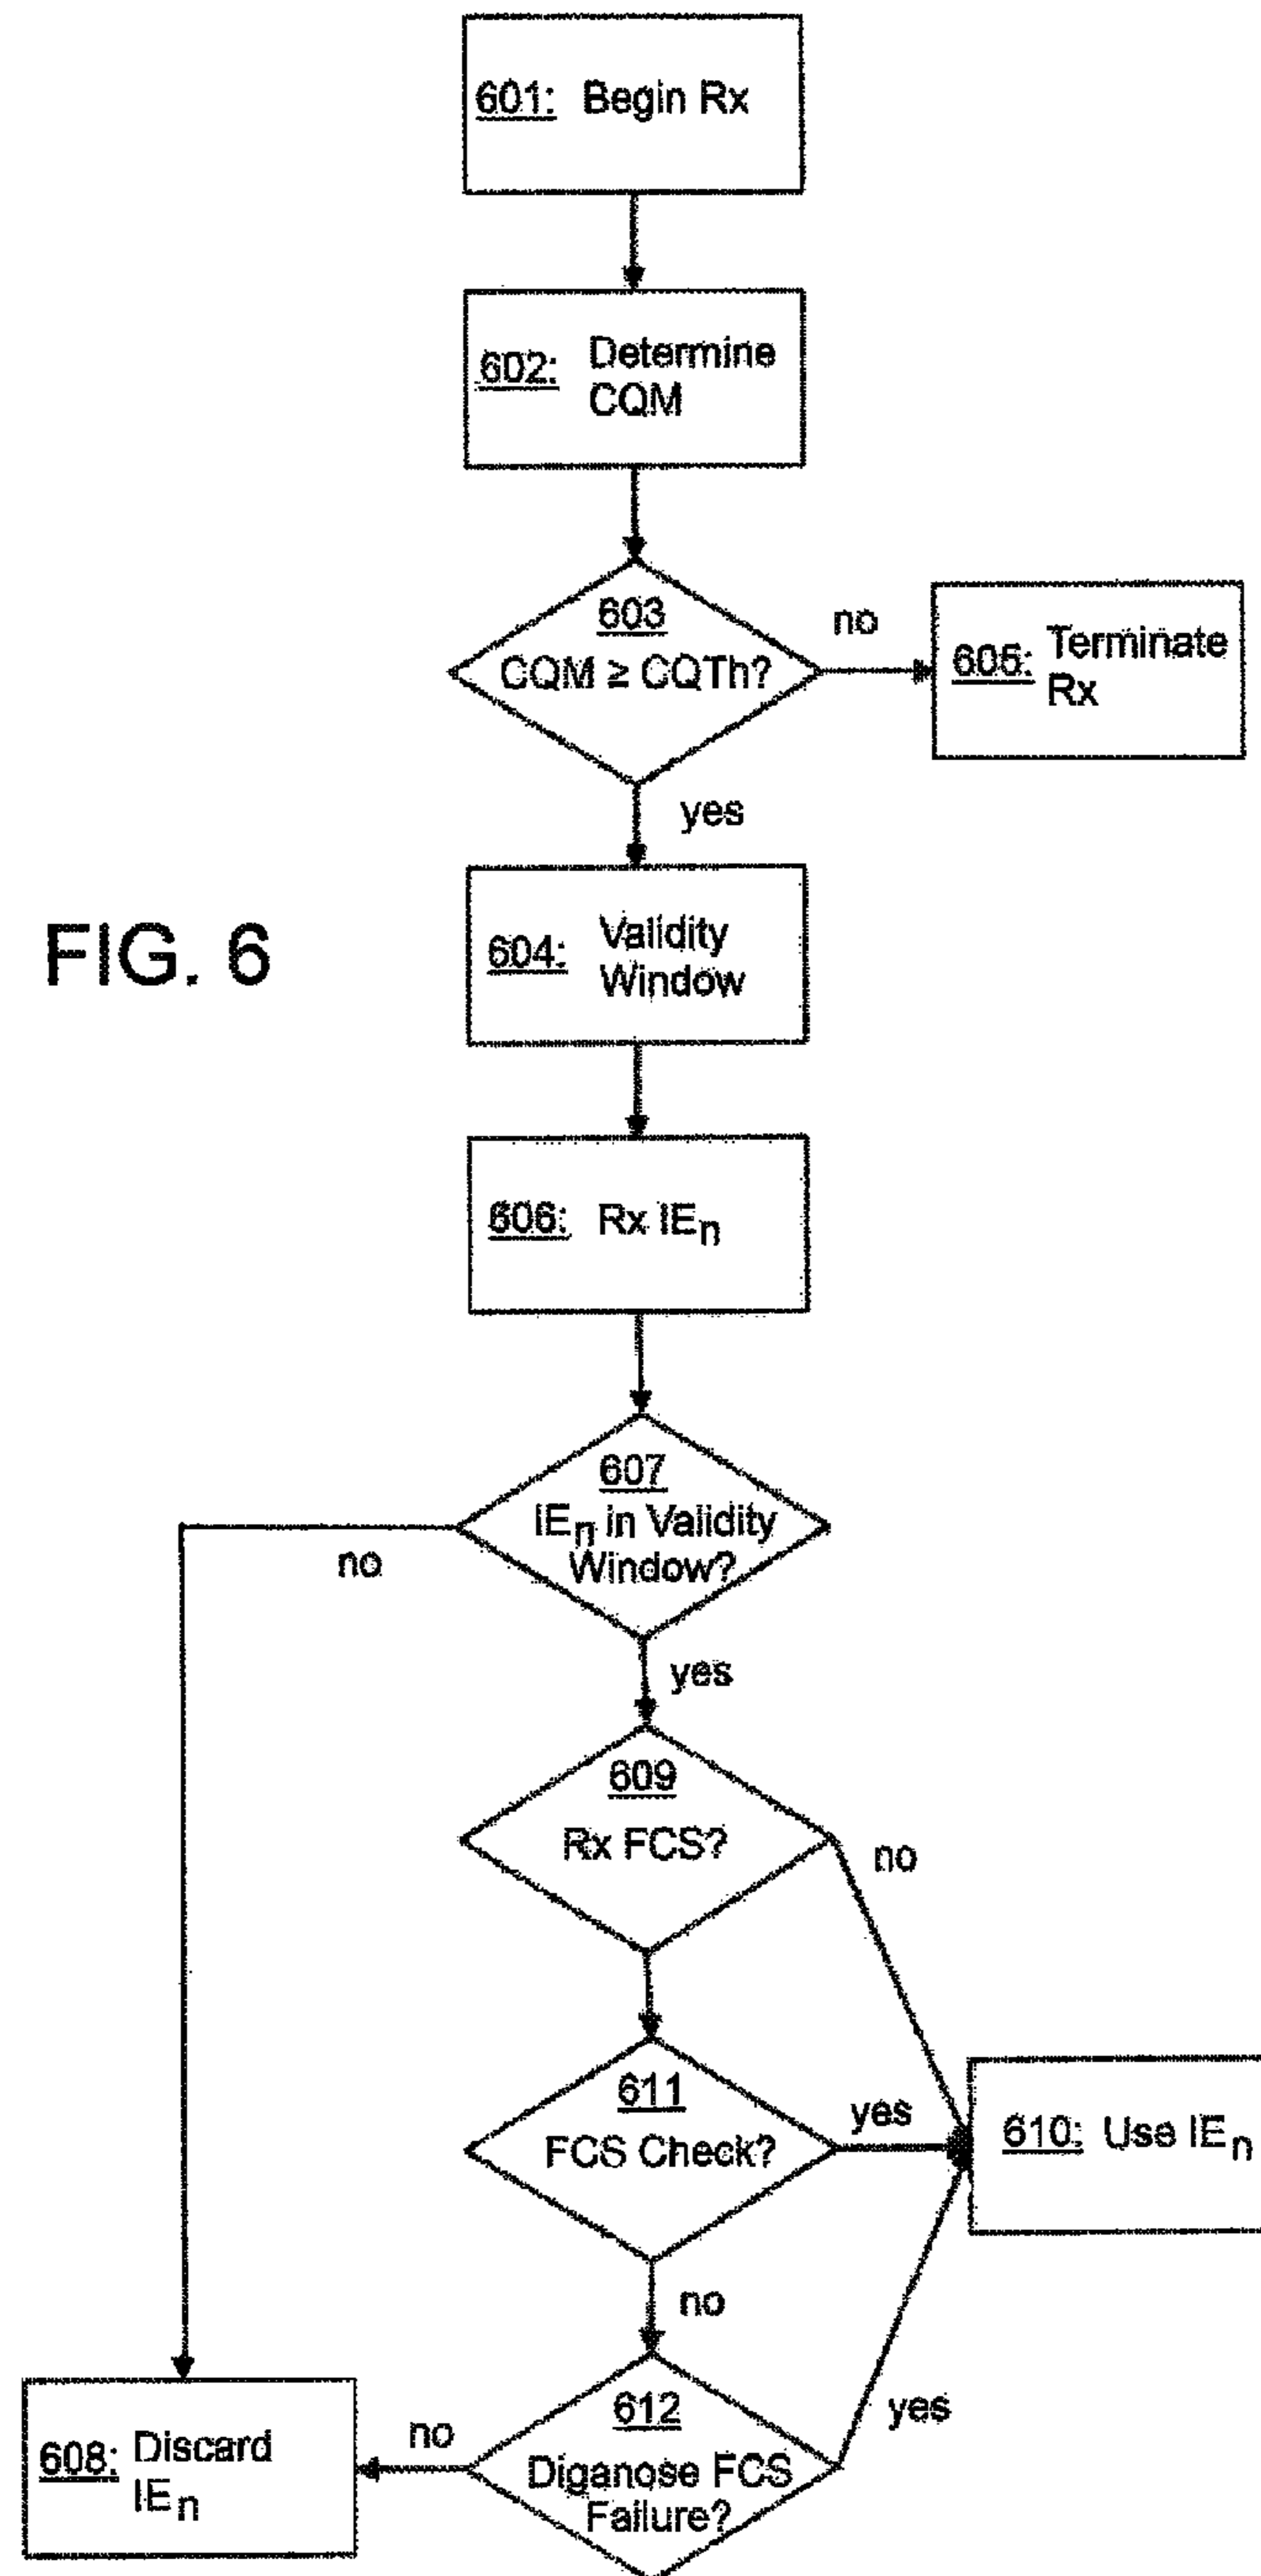 601: Begin Rx
602: Determine
CQM
603
CQM ≥ CQTh?
no
605: Terminate
Rx
yes
FIG. 6
604: Validity
Window
606: Rx IEn
607
IEn in Validity
Window?
no
yes
609
Rx FCS?
no
611
FCS Check?
yes
610: Use IEn
no
612
Diganose FCS
Failure?
yes
no
608: Discard
IEn